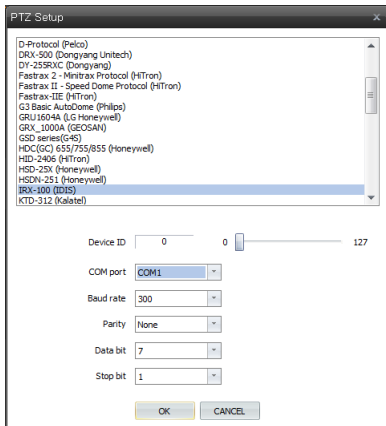 PTZ Setup
x
D-Protocol (Pelco)
DRX-500 (Dongyang Unitech)
DY-255RXC (Dongyang)
Fastrax 2 - Minitrax Protocol (HiTron)
Fastrax II - Speed Dome Protocol (HiTron)
Fastrax-IIE (HiTron)
G3 Basic AutoDome (Philips)
GRU1604A (LG Honeywell)
GRX_1000A (GEOSAN)
GSD series(G4S)
HDC(GC) 655/755/855 (Honeywell)
HID-2406 (HiTron)
HSD-25X (Honeywell)
HSDN-251 (Honeywell)
IRX-100 (IDIS)
KTD-312 (Kalatel)
Device ID 0 0 127
COM port COM1
Baud rate 300
Parity None
Data bit 7
Stop bit 1
OK CANCEL